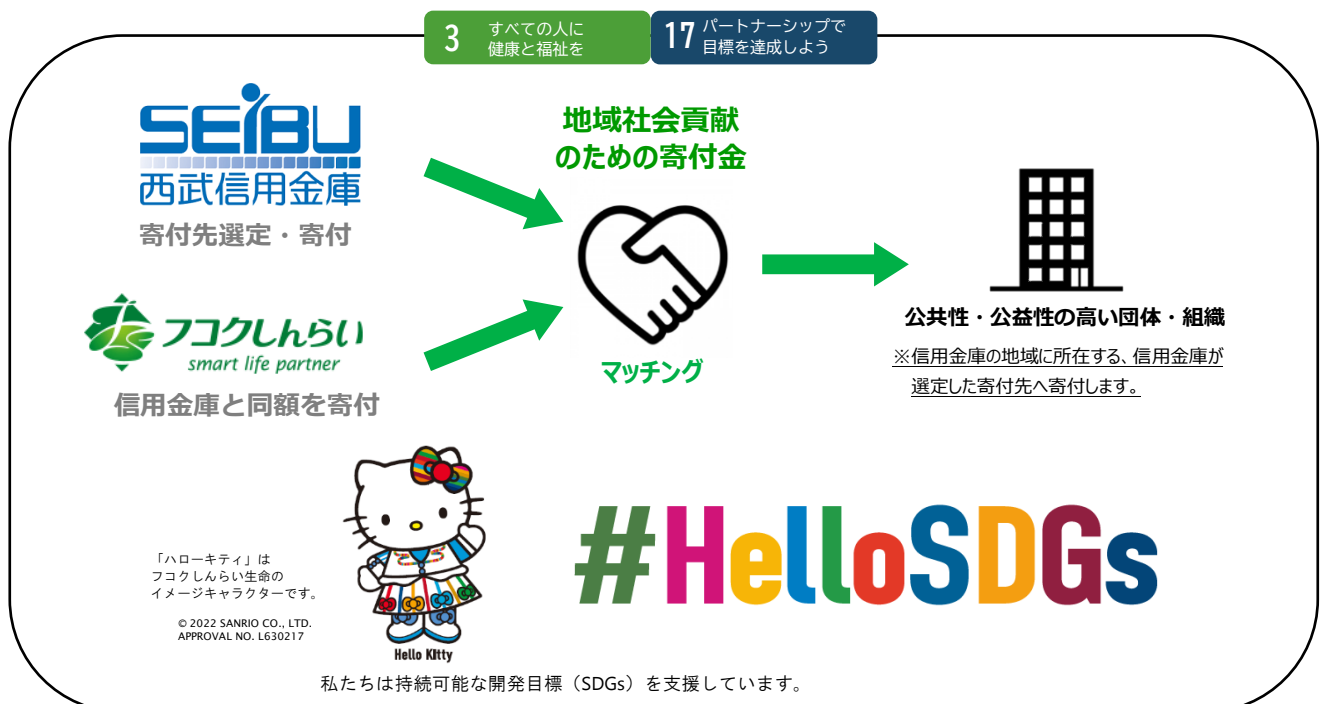 3 すべての人に
健康と福祉を
17 パートナーシップで
目標を達成しよう
SEIBU
西武信用金庫
寄付先選定・寄付
フコクしんらい
smart life partner
信用金庫と同額を寄付
地域社会貢献
のための寄付金
マッチング
公共性・公益性の高い団体・組織
※信用金庫の地域に所在する、信用金庫が
選定した寄付先へ寄付します。
「ハローキティ」は
フコクしんらい生命の
イメージキャラクターです。
© 2022 SANRIO CO., LTD.
APPROVAL NO. L630217
Hello Kitty
#HelloSDGs
私たちは持続可能な開発目標（SDGs）を支援しています。